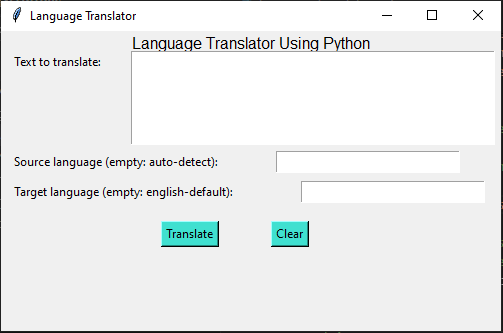 Language Translator
Language Translator Using Python
Text to translate:
Source language (empty: auto-detect):
Target language (empty: english-default):
Translate
Clear